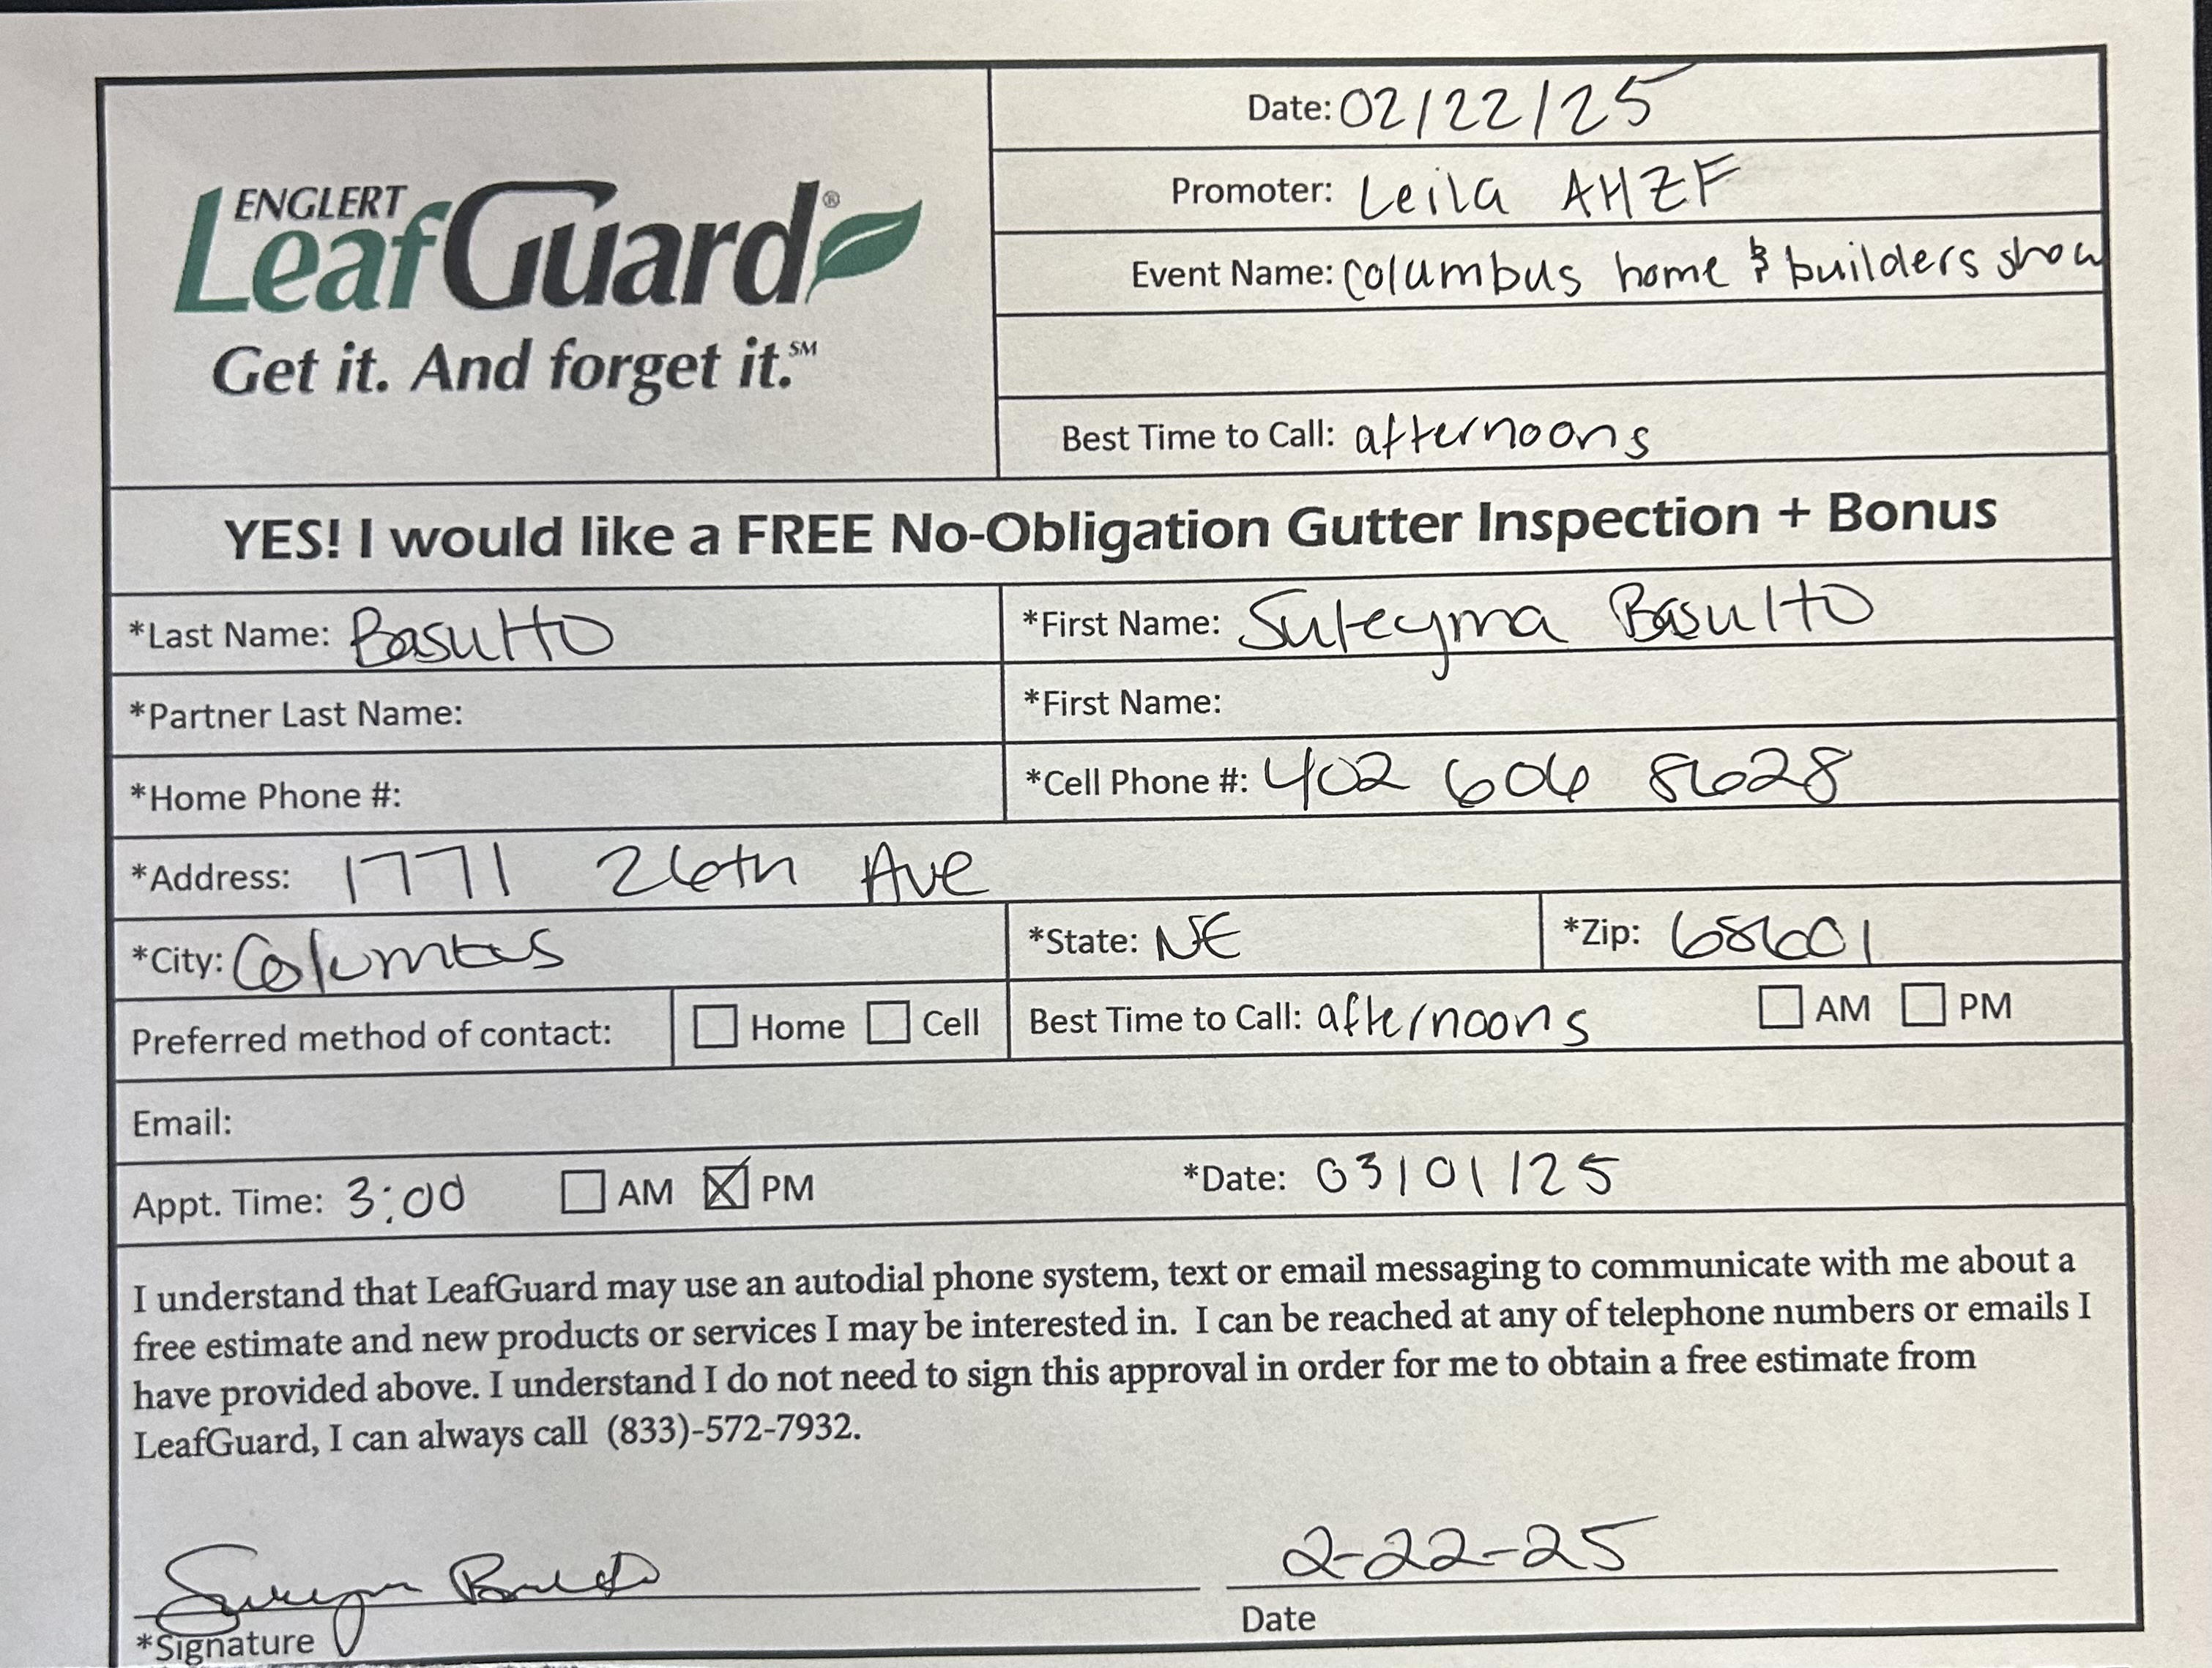 Date: 02/22/25
Promoter: Leila AHZF
ENGLERT
LeafGuard®
Event Name: columbus home & builders show
Get it. And forget it.℠
Best Time to Call: afternoons
YES! I would like a FREE No-Obligation Gutter Inspection + Bonus
*Last Name: Basulto *First Name: Suleyma Basulto
*Partner Last Name: *First Name:
*Home Phone #: *Cell Phone #: 402 606 8628
*Address: 1771 26th Ave
*City: Columbus *State: NE *Zip: 68601
Preferred method of contact: ☐ Home ☐ Cell Best Time to Call: afternoons ☐ AM ☐ PM
Email:
Appt. Time: 3:00 ☐ AM ☒ PM *Date: 03/01/25
I understand that LeafGuard may use an autodial phone system, text or email messaging to communicate with me about a
free estimate and new products or services I may be interested in. I can be reached at any of telephone numbers or emails I
have provided above. I understand I do not need to sign this approval in order for me to obtain a free estimate from
LeafGuard, I can always call (833)-572-7932.
Suleyma Basulto 2-22-25
*Signature Date